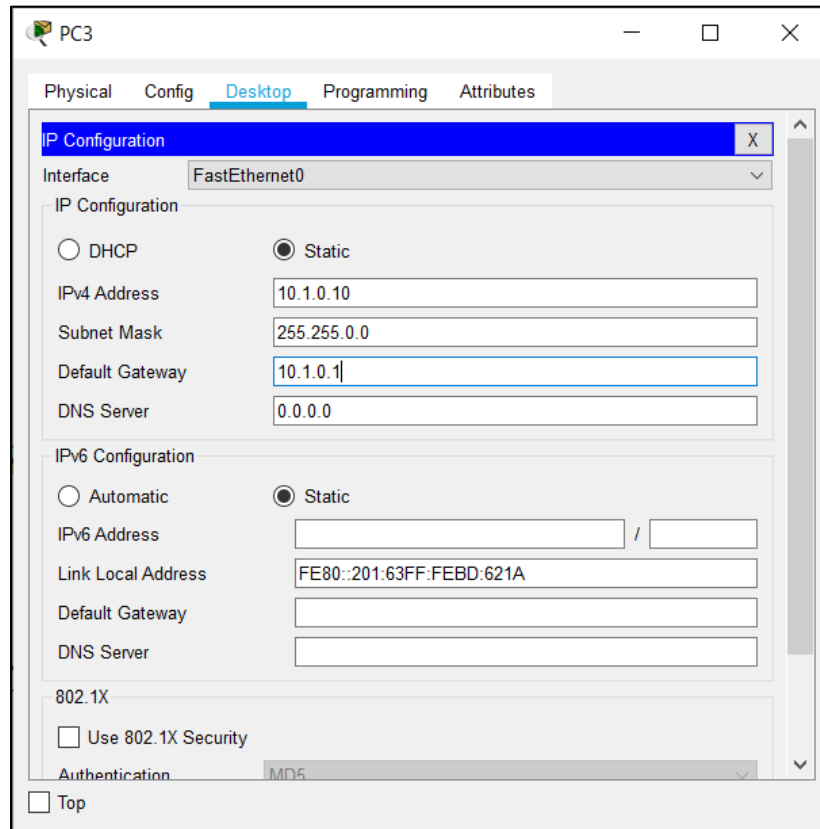 PC3
Physical Config Desktop Programming Attributes
IP Configuration X
Interface FastEthernet0
IP Configuration
DHCP Static
IPv4 Address 10.1.0.10
Subnet Mask 255.255.0.0
Default Gateway 10.1.0.1
DNS Server 0.0.0.0
IPv6 Configuration
Automatic Static
IPv6 Address /
Link Local Address FE80::201:63FF:FEBD:621A
Default Gateway
DNS Server
802.1X
Use 802.1X Security
Authentication MD5
Top